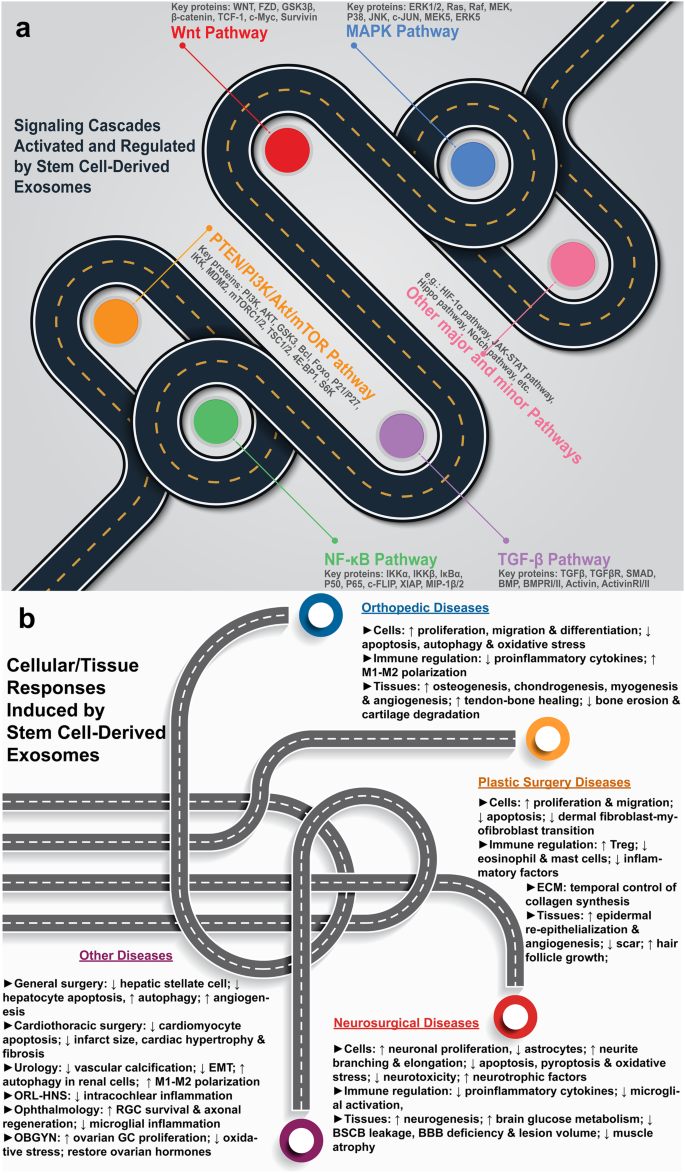 a
Key proteins: WNT, FZD, GSK3β,
β-catenin, TCF-1, c-Myc, Survivin
Wnt Pathway
Key proteins: ERK1/2, Ras, Raf, MEK,
P38, JNK, c-JUN, MEK5, ERK5
MAPK Pathway
Signaling Cascades
Activated and Regulated
by Stem Cell-Derived
Exosomes
PTEN/PI3K/Akt/mTOR Pathway
Key proteins: PI3K, AKT, GSK3, Bcl, Foxo, P21/P27,
IKK, MDM2, mTORC1/2, TSC1/2, 4E-BP1, S6K
e.g.: HIF-1α pathway, JAK-STAT pathway,
Hippo pathway, Notch pathway, etc.
Other major and minor Pathways
NF-κB Pathway
Key proteins: IKKα, IKKβ, IκBα,
P50, P65, c-FLIP, XIAP, MIP-1β/2
TGF-β Pathway
Key proteins: TGFβ, TGFβR, SMAD,
BMP, BMPRI/II, Activin, ActivinRI/II
b
Cellular/Tissue
Responses
Induced by
Stem Cell-Derived
Exosomes
Orthopedic Diseases
►Cells: ↑ proliferation, migration & differentiation; ↓
apoptosis, autophagy & oxidative stress
►Immune regulation: ↓ proinflammatory cytokines; ↑
M1-M2 polarization
►Tissues: ↑ osteogenesis, chondrogenesis, myogenesis
& angiogenesis; ↑ tendon-bone healing; ↓ bone erosion &
cartilage degradation
Plastic Surgery Diseases
►Cells: ↑ proliferation & migration;
↓ apoptosis; ↓ dermal fibroblast-my-
ofibroblast transition
►Immune regulation: ↑ Treg; ↓
eosinophil & mast cells; ↓ inflam-
matory factors
►ECM: temporal control of
collagen synthesis
►Tissues: ↑ epidermal
re-epithelialization &
angiogenesis; ↓ scar; ↑ hair
follicle growth;
Other Diseases
►General surgery: ↓ hepatic stellate cell; ↓
hepatocyte apoptosis, ↑ autophagy; ↑ angiogen-
esis
►Cardiothoracic surgery: ↓ cardiomyocyte
apoptosis; ↓ infarct size, cardiac hypertrophy &
fibrosis
►Urology: ↓ vascular calcification; ↓ EMT; ↑
autophagy in renal cells; ↑ M1-M2 polarization
►ORL-HNS: ↓ intracochlear inflammation
►Ophthalmology: ↑ RGC survival & axonal
regeneration; ↓ microglial inflammation
►OBGYN: ↑ ovarian GC proliferation; ↓ oxida-
tive stress; restore ovarian hormones
Neurosurgical Diseases
►Cells: ↑ neuronal proliferation, ↓ astrocytes; ↑ neurite
branching & elongation; ↓ apoptosis, pyroptosis & oxidative
stress; ↓ neurotoxicity; ↑ neurotrophic factors
►Immune regulation: ↓ proinflammatory cytokines; ↓ microgli-
al activation,
►Tissues: ↑ neurogenesis; ↑ brain glucose metabolism; ↓
BSCB leakage, BBB deficiency & lesion volume; ↓ muscle
atrophy